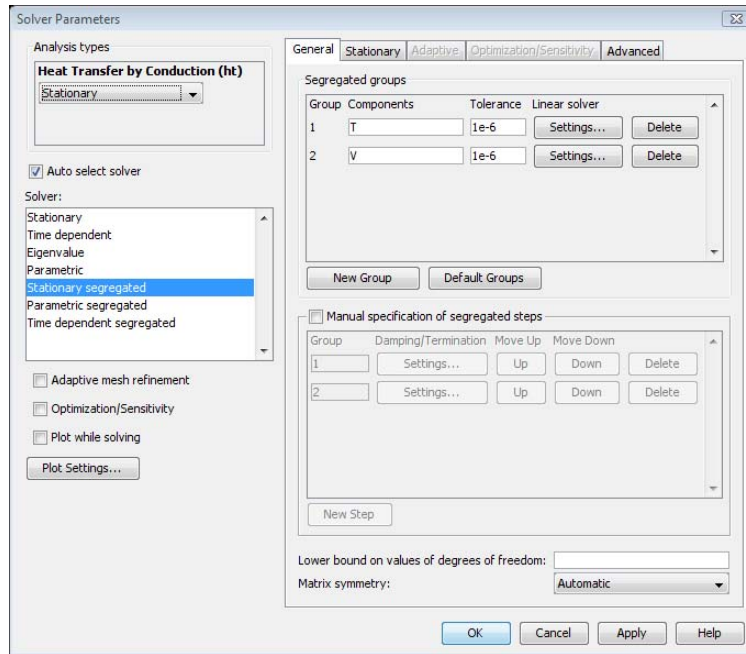 Solver Parameters
Analysis types
Heat Transfer by Conduction (ht)
Stationary
Auto select solver
Solver:
Stationary
Time dependent
Eigenvalue
Parametric
Stationary segregated
Parametric segregated
Time dependent segregated
Adaptive mesh refinement
Optimization/Sensitivity
Plot while solving
Plot Settings...
General Stationary Adaptive Optimization/Sensitivity Advanced
Segregated groups
Group Components Tolerance Linear solver
1 T 1e-6 Settings... Delete
2 V 1e-6 Settings... Delete
New Group Default Groups
Manual specification of segregated steps
Group Damping/Termination Move Up Move Down
1 Settings... Up Down Delete
2 Settings... Up Down Delete
New Step
Lower bound on values of degrees of freedom:
Matrix symmetry: Automatic
OK Cancel Apply Help